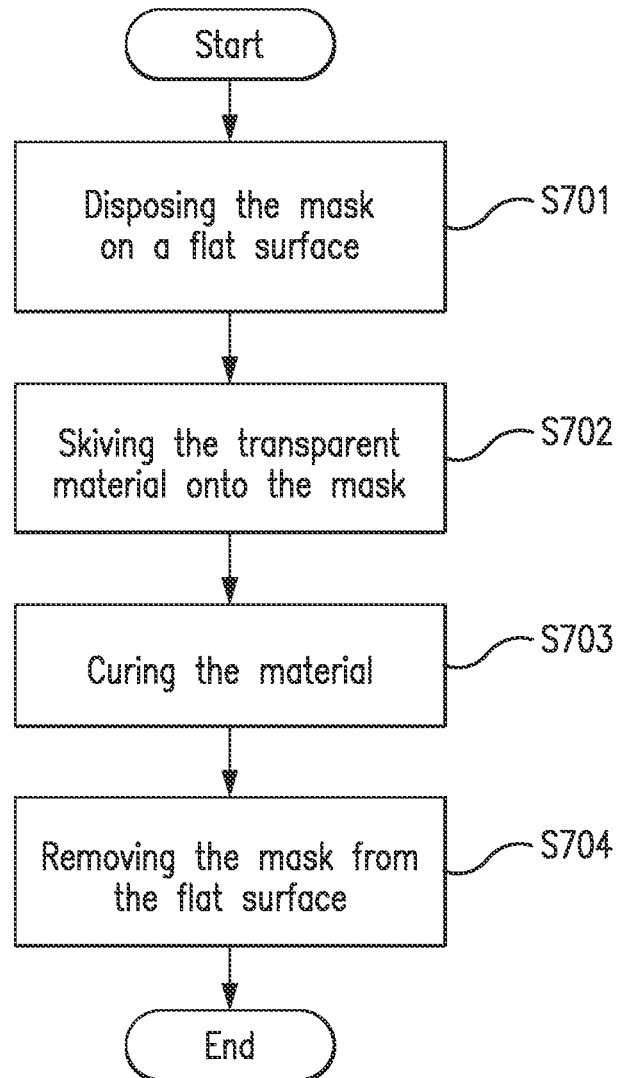 Start
Disposing the mask
on a flat surface
S701
Skiving the transparent
material onto the mask
S702
Curing the material
S703
Removing the mask from
the flat surface
S704
End